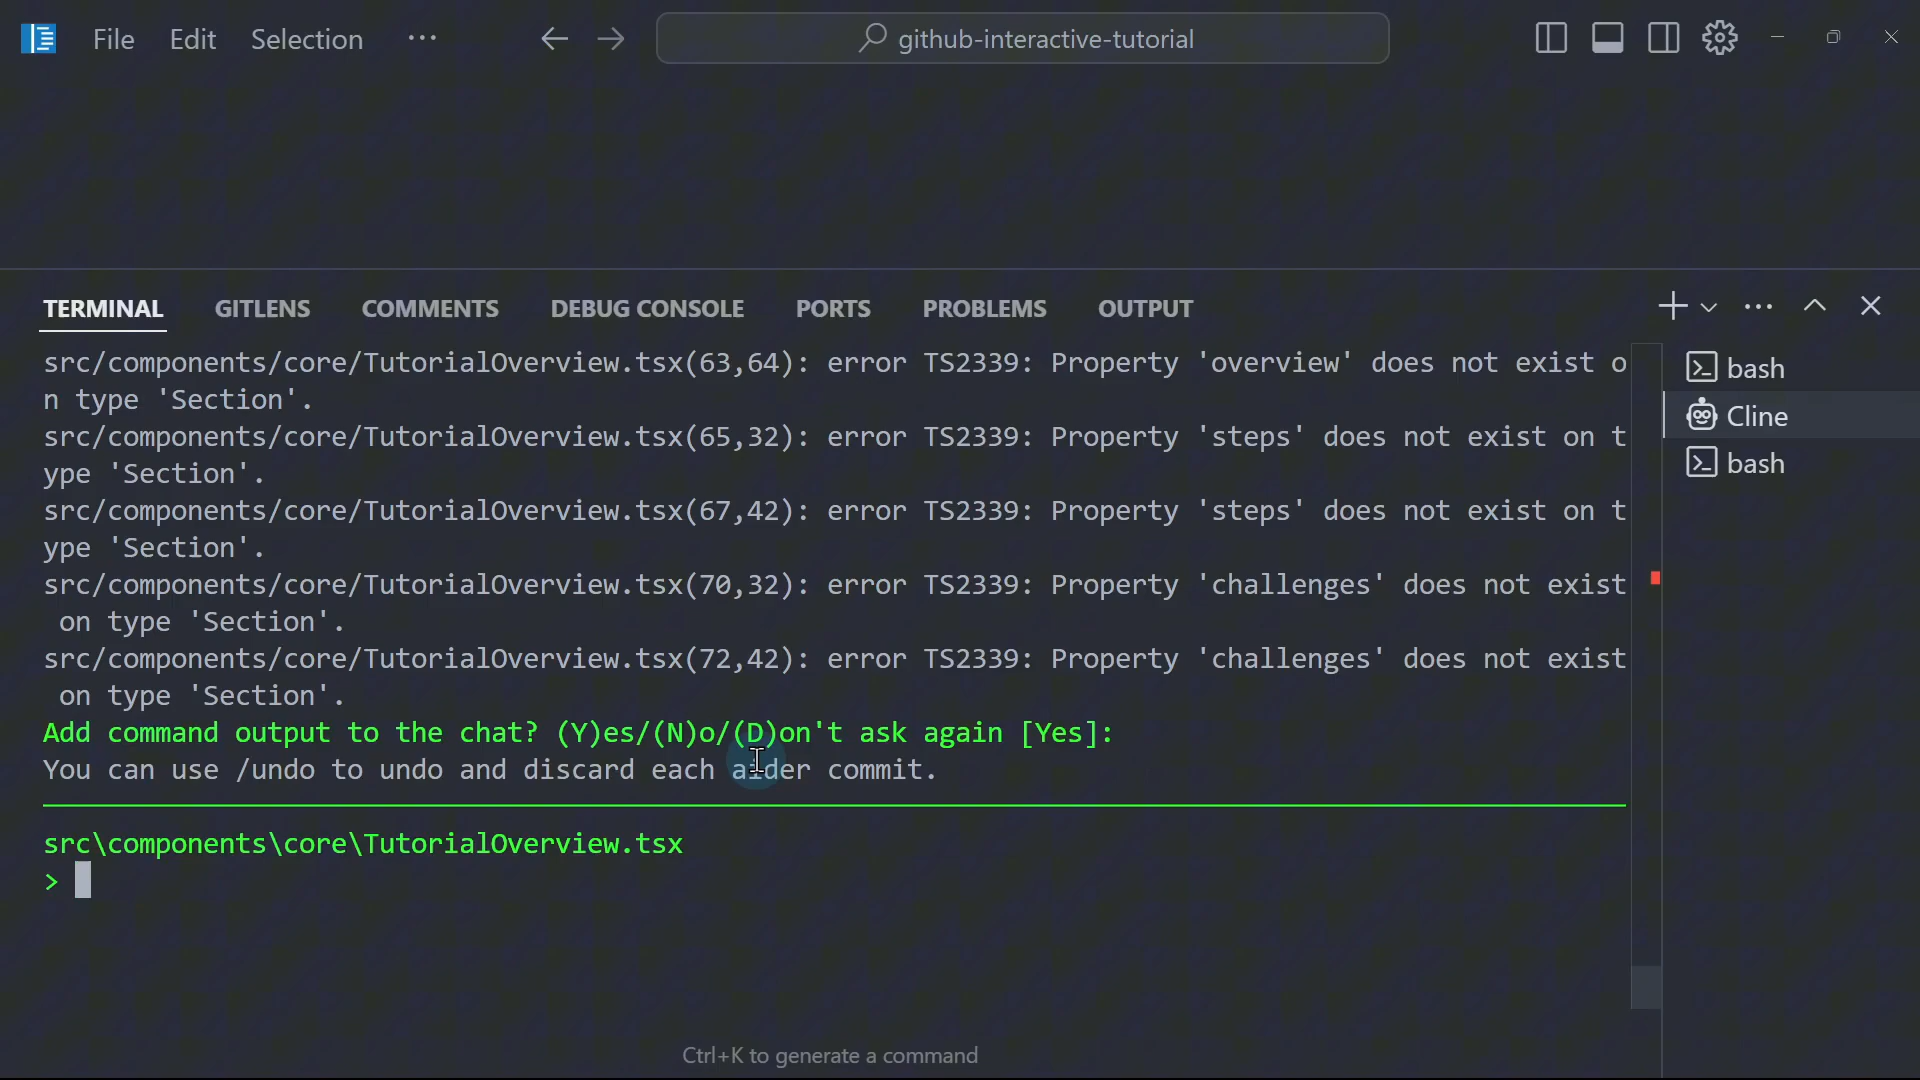 File Edit Selection ···
github-interactive-tutorial
TERMINAL GITLENS COMMENTS DEBUG CONSOLE PORTS PROBLEMS OUTPUT
src/components/core/TutorialOverview.tsx(63,64): error TS2339: Property 'overview' does not exist o
n type 'Section'.
src/components/core/TutorialOverview.tsx(65,32): error TS2339: Property 'steps' does not exist on t
ype 'Section'.
src/components/core/TutorialOverview.tsx(67,42): error TS2339: Property 'steps' does not exist on t
ype 'Section'.
src/components/core/TutorialOverview.tsx(70,32): error TS2339: Property 'challenges' does not exist
on type 'Section'.
src/components/core/TutorialOverview.tsx(72,42): error TS2339: Property 'challenges' does not exist
on type 'Section'.
Add command output to the chat? (Y)es/(N)o/(D)on't ask again [Yes]:
You can use /undo to undo and discard each aider commit.
src\components\core\TutorialOverview.tsx
>
Ctrl+K to generate a command
bash
Cline
bash